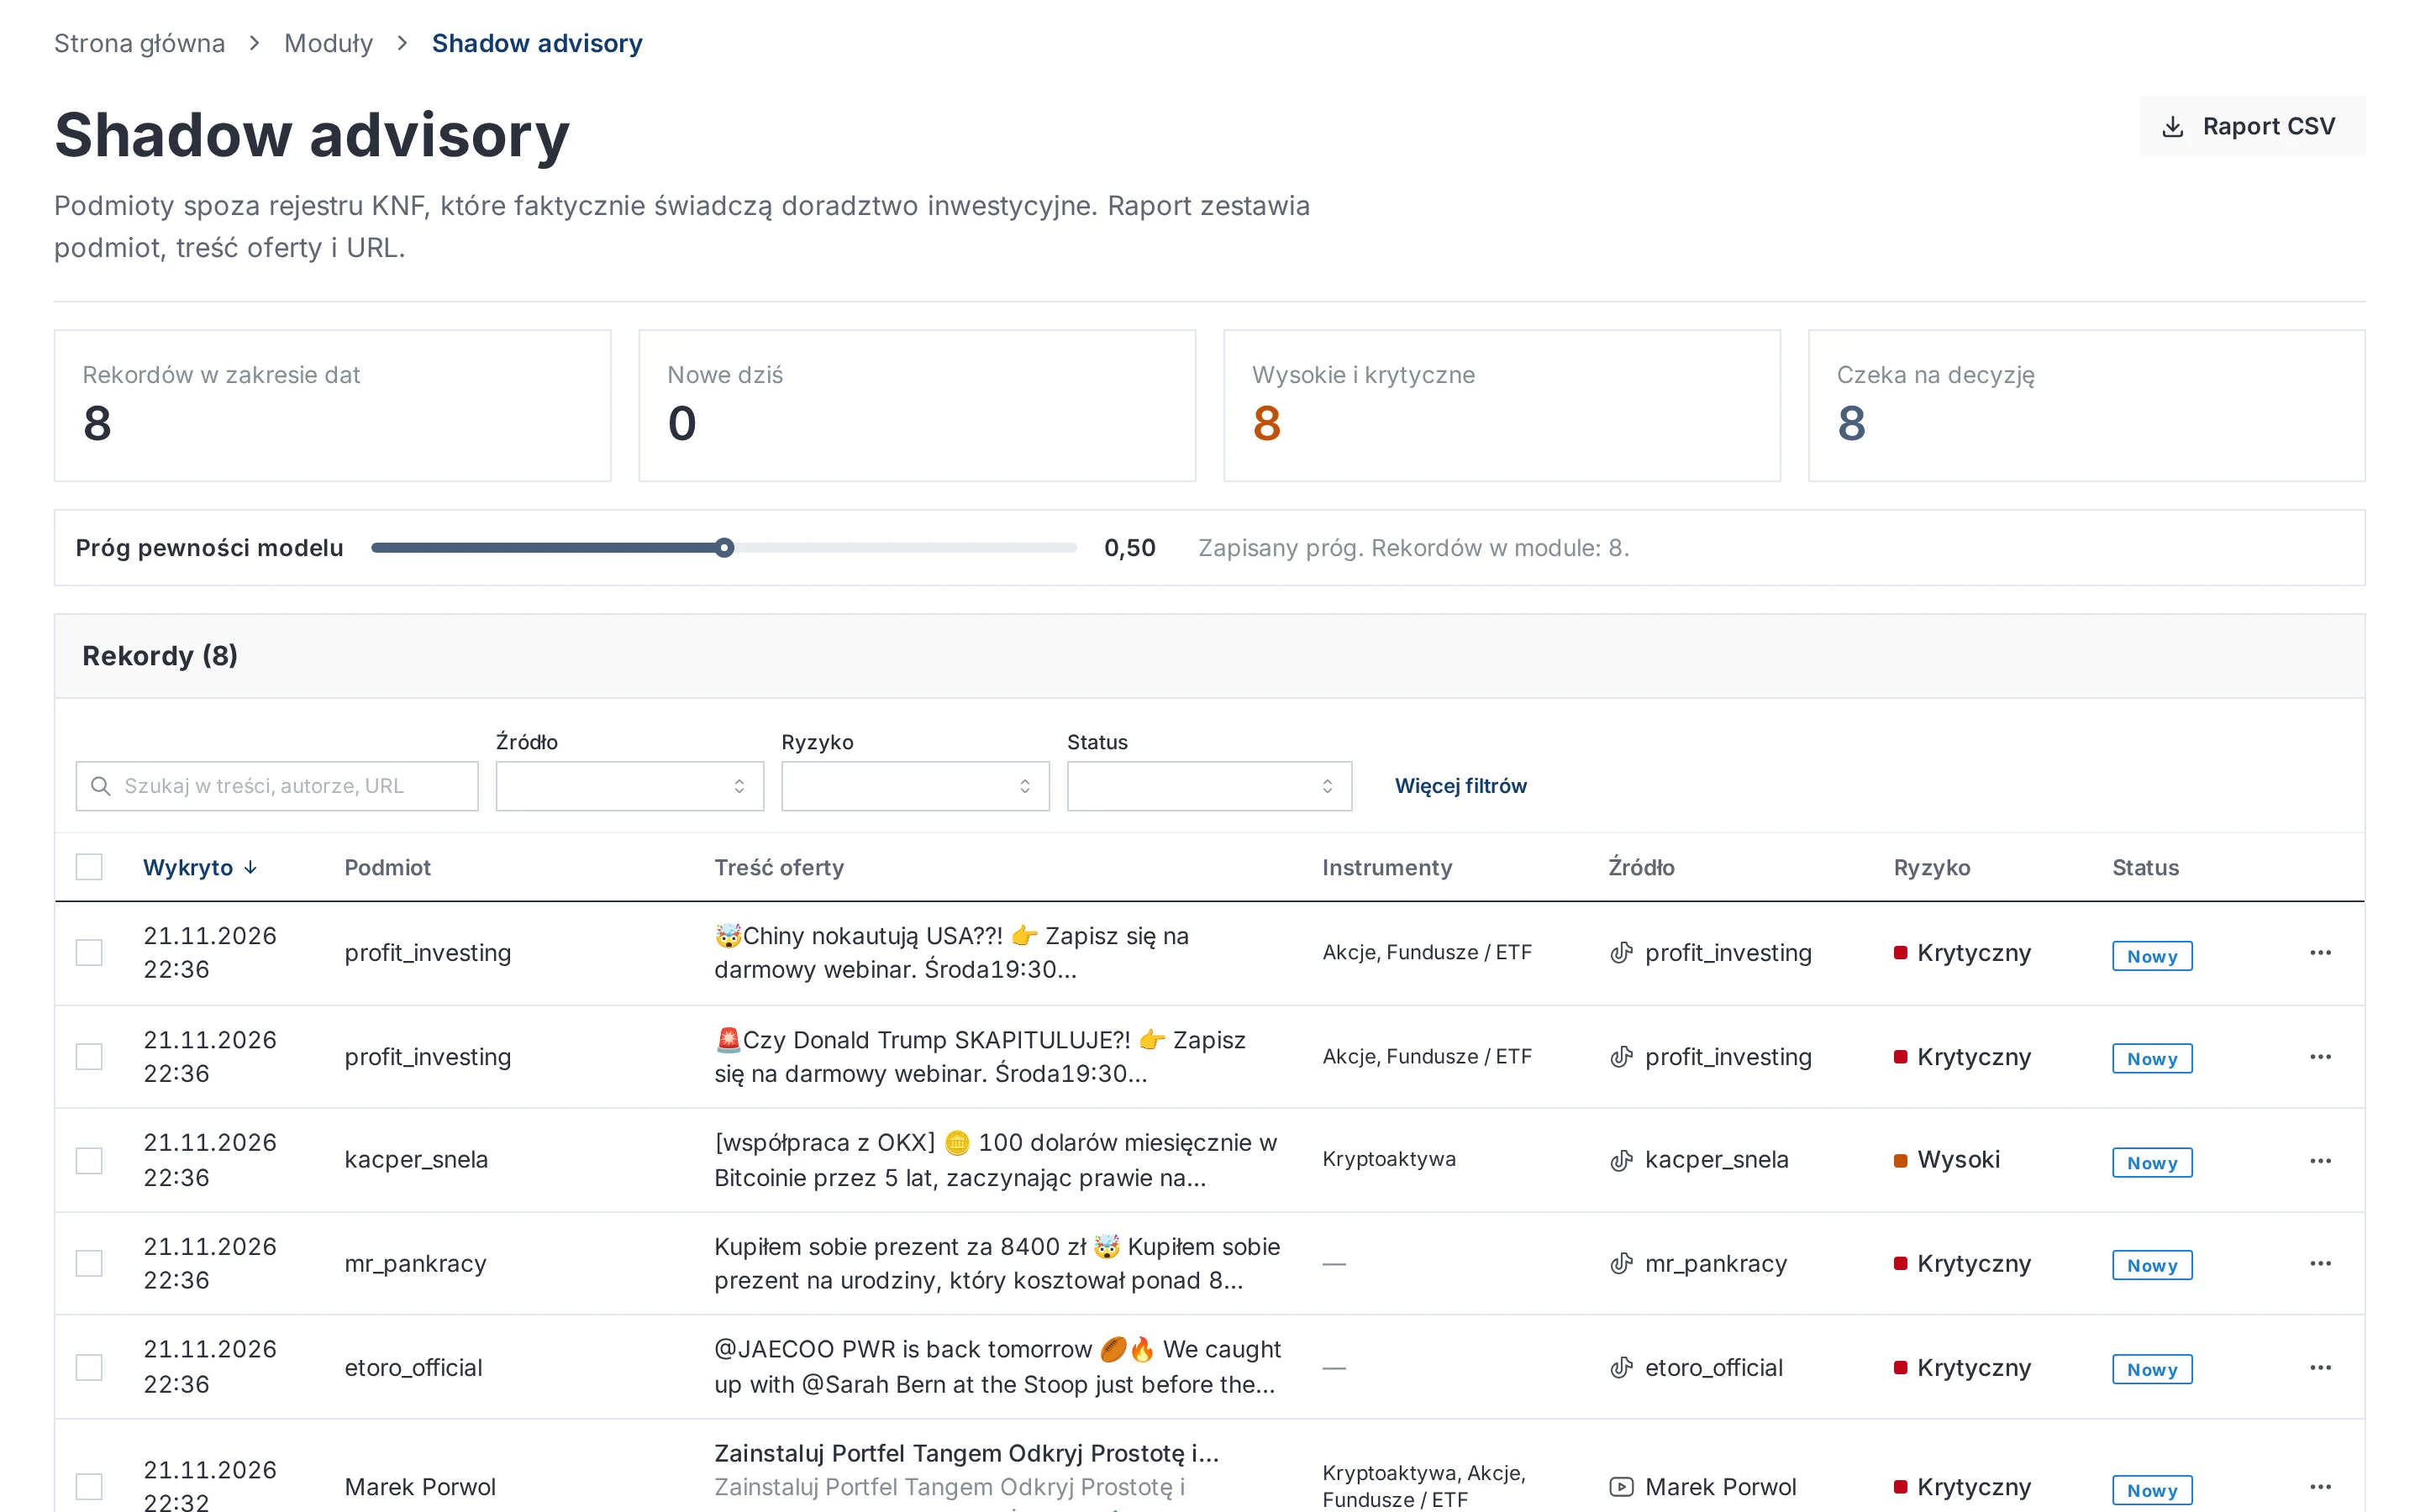 Strona główna > Moduły > Shadow advisory
Shadow advisory
Raport CSV
Podmioty spoza rejestru KNF, które faktycznie świadczą doradztwo inwestycyjne. Raport zestawia
podmiot, treść oferty i URL.
Rekordów w zakresie dat
8
Nowe dziś
0
Wysokie i krytyczne
8
Czeka na decyzję
8
Próg pewności modelu 0,50 Zapisany próg. Rekordów w module: 8.
Rekordy (8)
Źródło Ryzyko Status
Szukaj w treści, autorze, URL Więcej filtrów
Wykryto ↓ Podmiot Treść oferty Instrumenty Źródło Ryzyko Status
21.11.2026
22:36
profit_investing
🤯Chiny nokautują USA??! 👉 Zapisz się na
darmowy webinar. Środa19:30...
Akcje, Fundusze / ETF
profit_investing
Krytyczny
Nowy
21.11.2026
22:36
profit_investing
🚨Czy Donald Trump SKAPITULUJE?! 👉 Zapisz
się na darmowy webinar. Środa19:30...
Akcje, Fundusze / ETF
profit_investing
Krytyczny
Nowy
21.11.2026
22:36
kacper_snela
[współpraca z OKX] 🪙 100 dolarów miesięcznie w
Bitcoinie przez 5 lat, zaczynając prawie na...
Kryptoaktywa
kacper_snela
Wysoki
Nowy
21.11.2026
22:36
mr_pankracy
Kupiłem sobie prezent za 8400 zł 🤯 Kupiłem sobie
prezent na urodziny, który kosztował ponad 8...
—
mr_pankracy
Krytyczny
Nowy
21.11.2026
22:36
etoro_official
@JAECOO PWR is back tomorrow 🏉🔥 We caught
up with @Sarah Bern at the Stoop just before the...
—
etoro_official
Krytyczny
Nowy
21.11.2026
22:32
Marek Porwol
Zainstaluj Portfel Tangem Odkryj Prostotę i...
Zainstaluj Portfel Tangem Odkryj Prostotę i
Kryptoaktywa, Akcje,
Fundusze / ETF
Marek Porwol
Krytyczny
Nowy